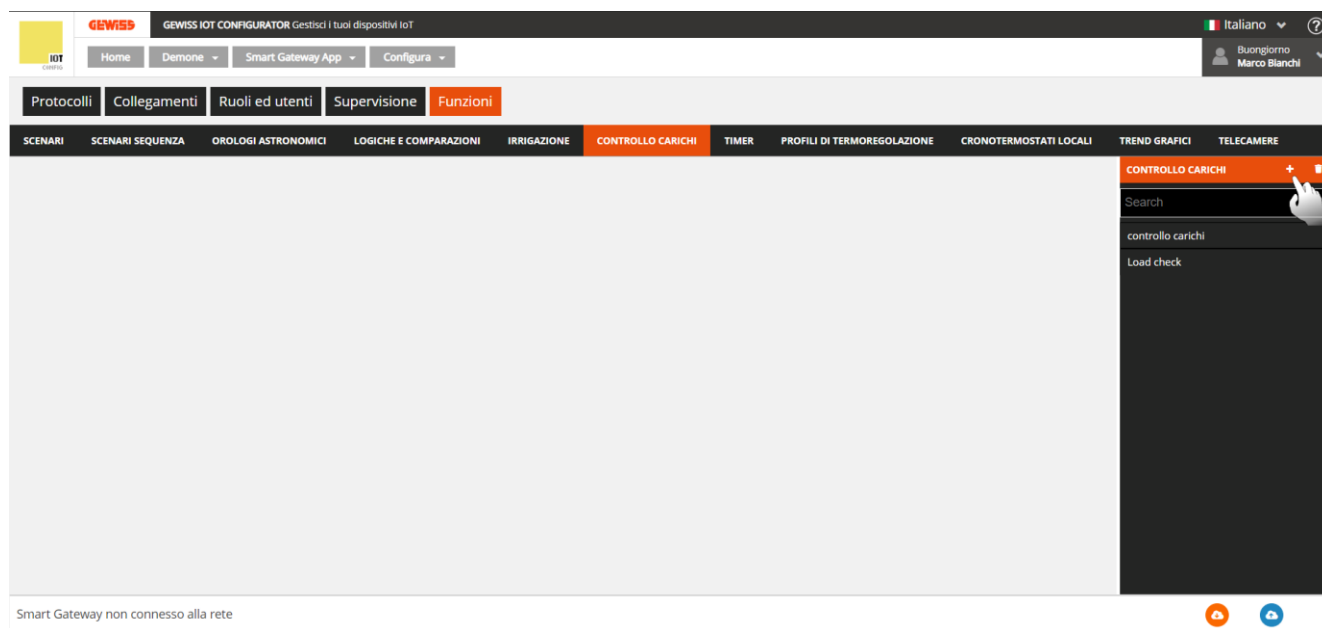 GEWISS GEWISS IOT CONFIGURATOR Gestisci i tuoi dispositivi IoT Italiano ?
IOT
CONFIG
Home Demone Smart Gateway App Configura Buongiorno
Marco Bianchi
Protocolli Collegamenti Ruoli ed utenti Supervisione Funzioni
SCENARI SCENARI SEQUENZA OROLOGI ASTRONOMICI LOGICHE E COMPARAZIONI IRRIGAZIONE CONTROLLO CARICHI TIMER PROFILI DI TERMOREGOLAZIONE CRONOTERMOSTATI LOCALI TREND GRAFICI TELECAMERE
CONTROLLO CARICHI +
Search
controllo carichi
Load check
Smart Gateway non connesso alla rete